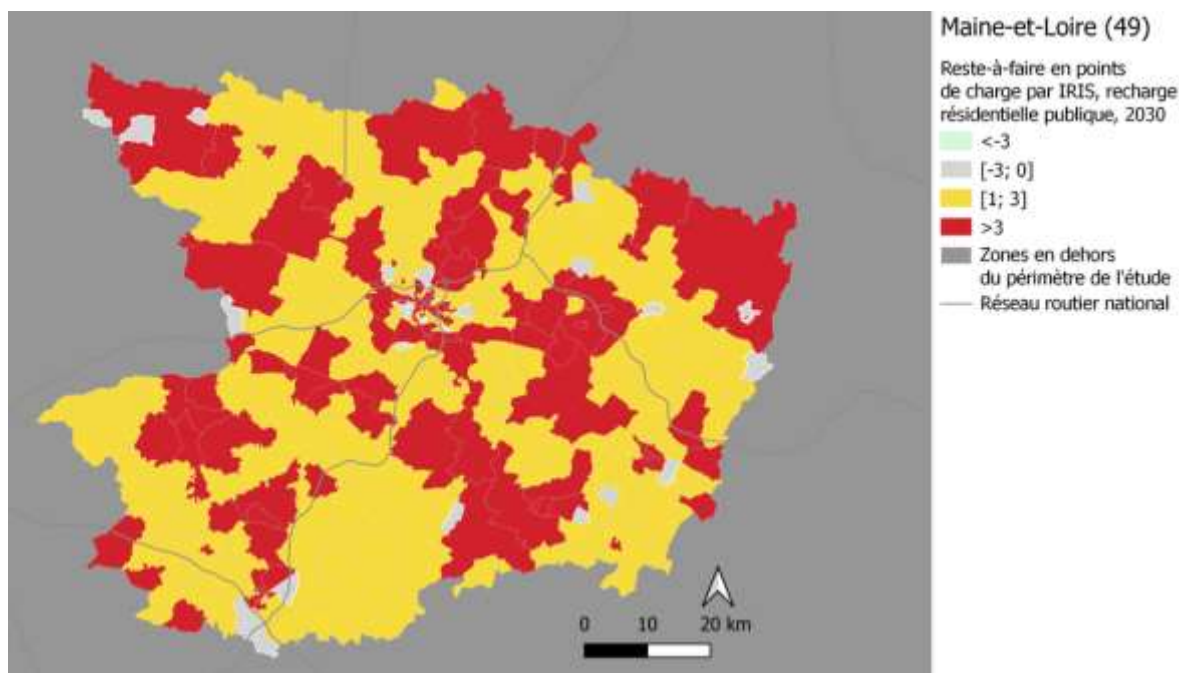 Maine-et-Loire (49)
Reste-à-faire en points
de charge par IRIS, recharge
résidentielle publique, 2030
<-3
[-3; 0]
[1; 3]
>3
Zones en dehors
du périmètre de l'étude
Réseau routier national
0 10 20 km